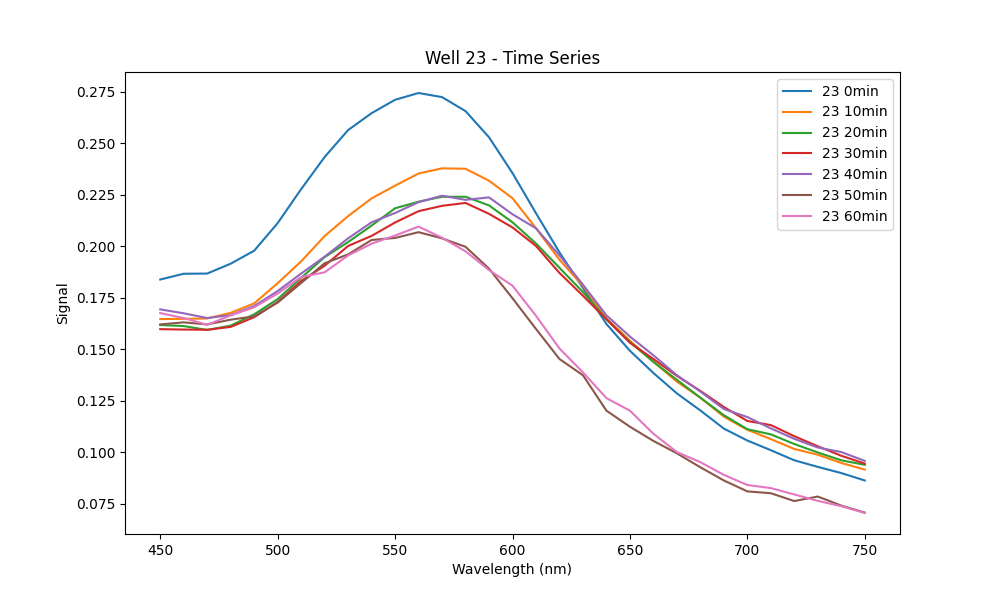 Well 23 - Time Series
23 0min
23 10min
23 20min
23 30min
23 40min
23 50min
23 60min
Signal
0.275
0.250
0.225
0.200
0.175
0.150
0.125
0.100
0.075
450 500 550 600 650 700 750
Wavelength (nm)